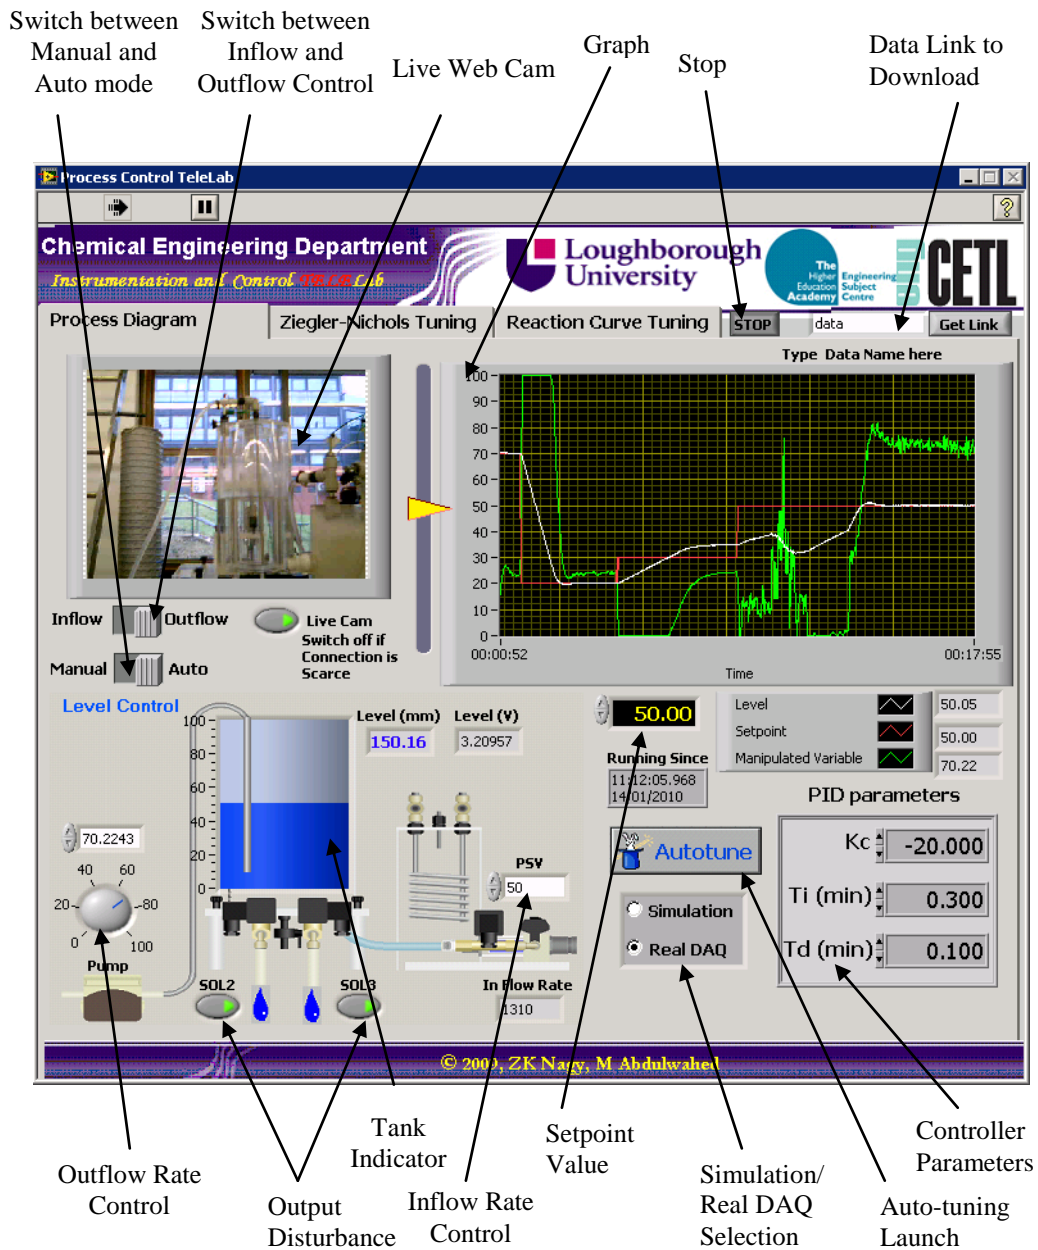 Switch between
Manual and
Auto mode
Switch between
Inflow and
Outflow Control
Live Web Cam
Graph
Stop
Data Link to
Download
Process Control TeleLab
Chemical Engineering Department
Instrumentation and Control TELE Lab
Loughborough
University
The
Higher
Education
Academy
Engineering
Subject
Centre
CETL
Process Diagram
Ziegler-Nichols Tuning
Reaction Curve Tuning
STOP
data
Get Link
Type Data Name here
100
90
80
70
60
50
40
30
20
10
0
00:00:52
00:17:55
Time
Inflow
Outflow
Live Cam
Switch off if
Connection is
Scarce
Manual
Auto
Level Control
100
80
60
40
20
0
Level (mm)
150.16
Level (V)
3.20957
50.00
Running Since
11:12:05.968
14/01/2010
Level
50.05
Setpoint
50.00
Manipulated Variable
70.22
PID parameters
Kc
-20.000
Ti (min)
0.300
Td (min)
0.100
70.2243
0
20
40
60
80
100
Pump
SOL2
SOL3
PSV
50
In Flow Rate
1310
Autotune
Simulation
Real DAQ
© 2009, ZK Nagy, M Abdulwahed
Outflow Rate
Control
Output
Disturbance
Tank
Indicator
Inflow Rate
Control
Setpoint
Value
Simulation/
Real DAQ
Selection
Auto-tuning
Launch
Controller
Parameters